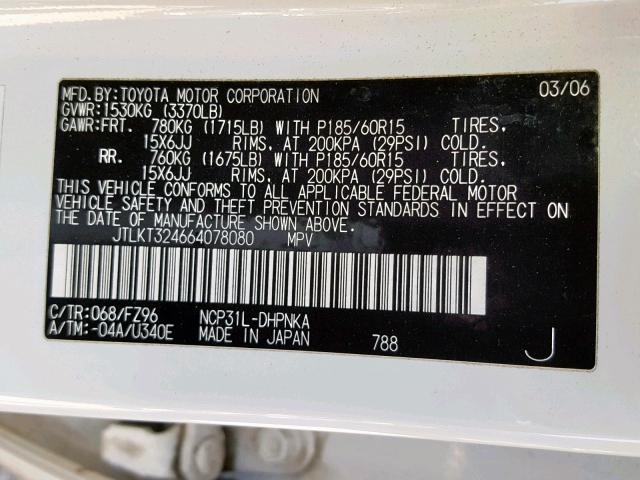 MFD.BY:TOYOTA MOTOR CORPORATION 03/06
GVWR:1530KG (3370LB)
GAWR:FRT. 780KG (1715LB) WITH P185/60R15 TIRES,
15X6JJ RIMS, AT 200KPA (29PSI) COLD.
RR. 760KG (1675LB) WITH P185/60R15 TIRES,
15X6JJ RIMS, AT 200KPA (29PSI) COLD.
THIS VEHICLE CONFORMS TO ALL APPLICABLE FEDERAL MOTOR
VEHICLE SAFETY AND THEFT PREVENTION STANDARDS IN EFFECT ON
THE DATE OF MANUFACTURE SHOWN ABOVE.
JTLKT324664078080 MPV
C/TR:068/FZ96 NCP31L-DHPNKA
A/TM:-04A/U340E MADE IN JAPAN 788 J